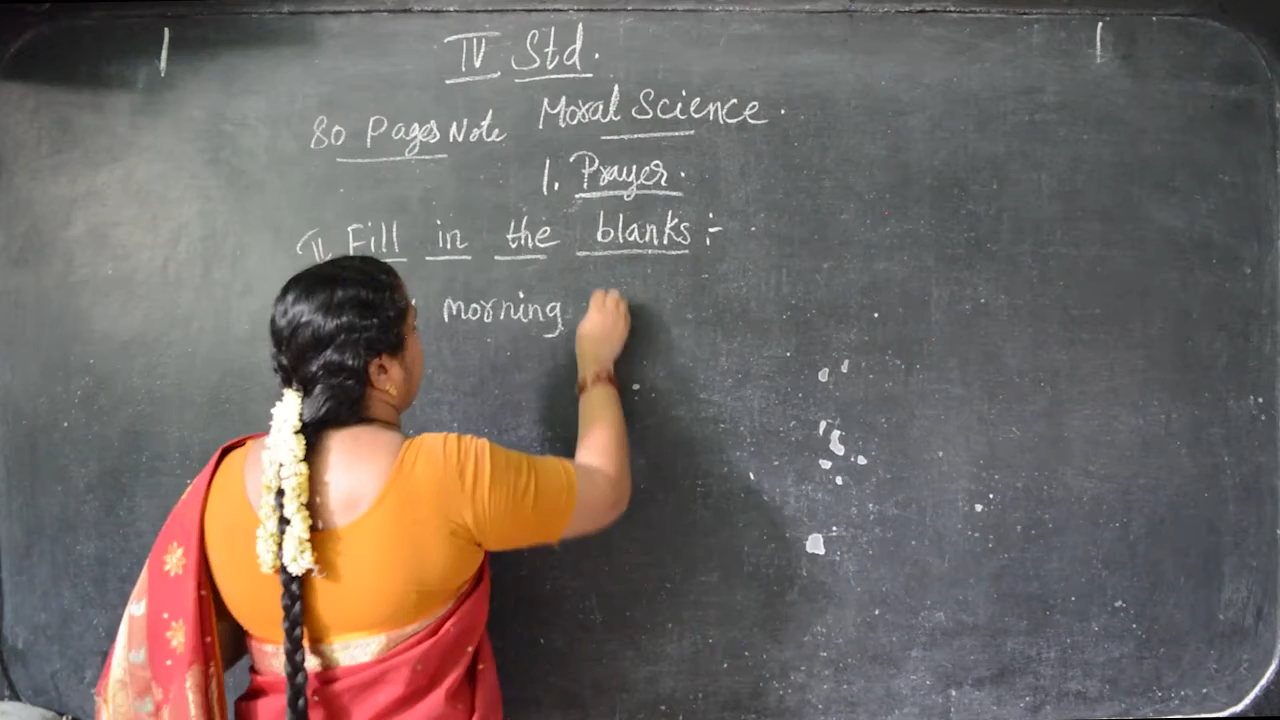 IV Std.
Moral Science.
80 Pages Note
1. Prayer.
II Fill in the blanks :-
morning